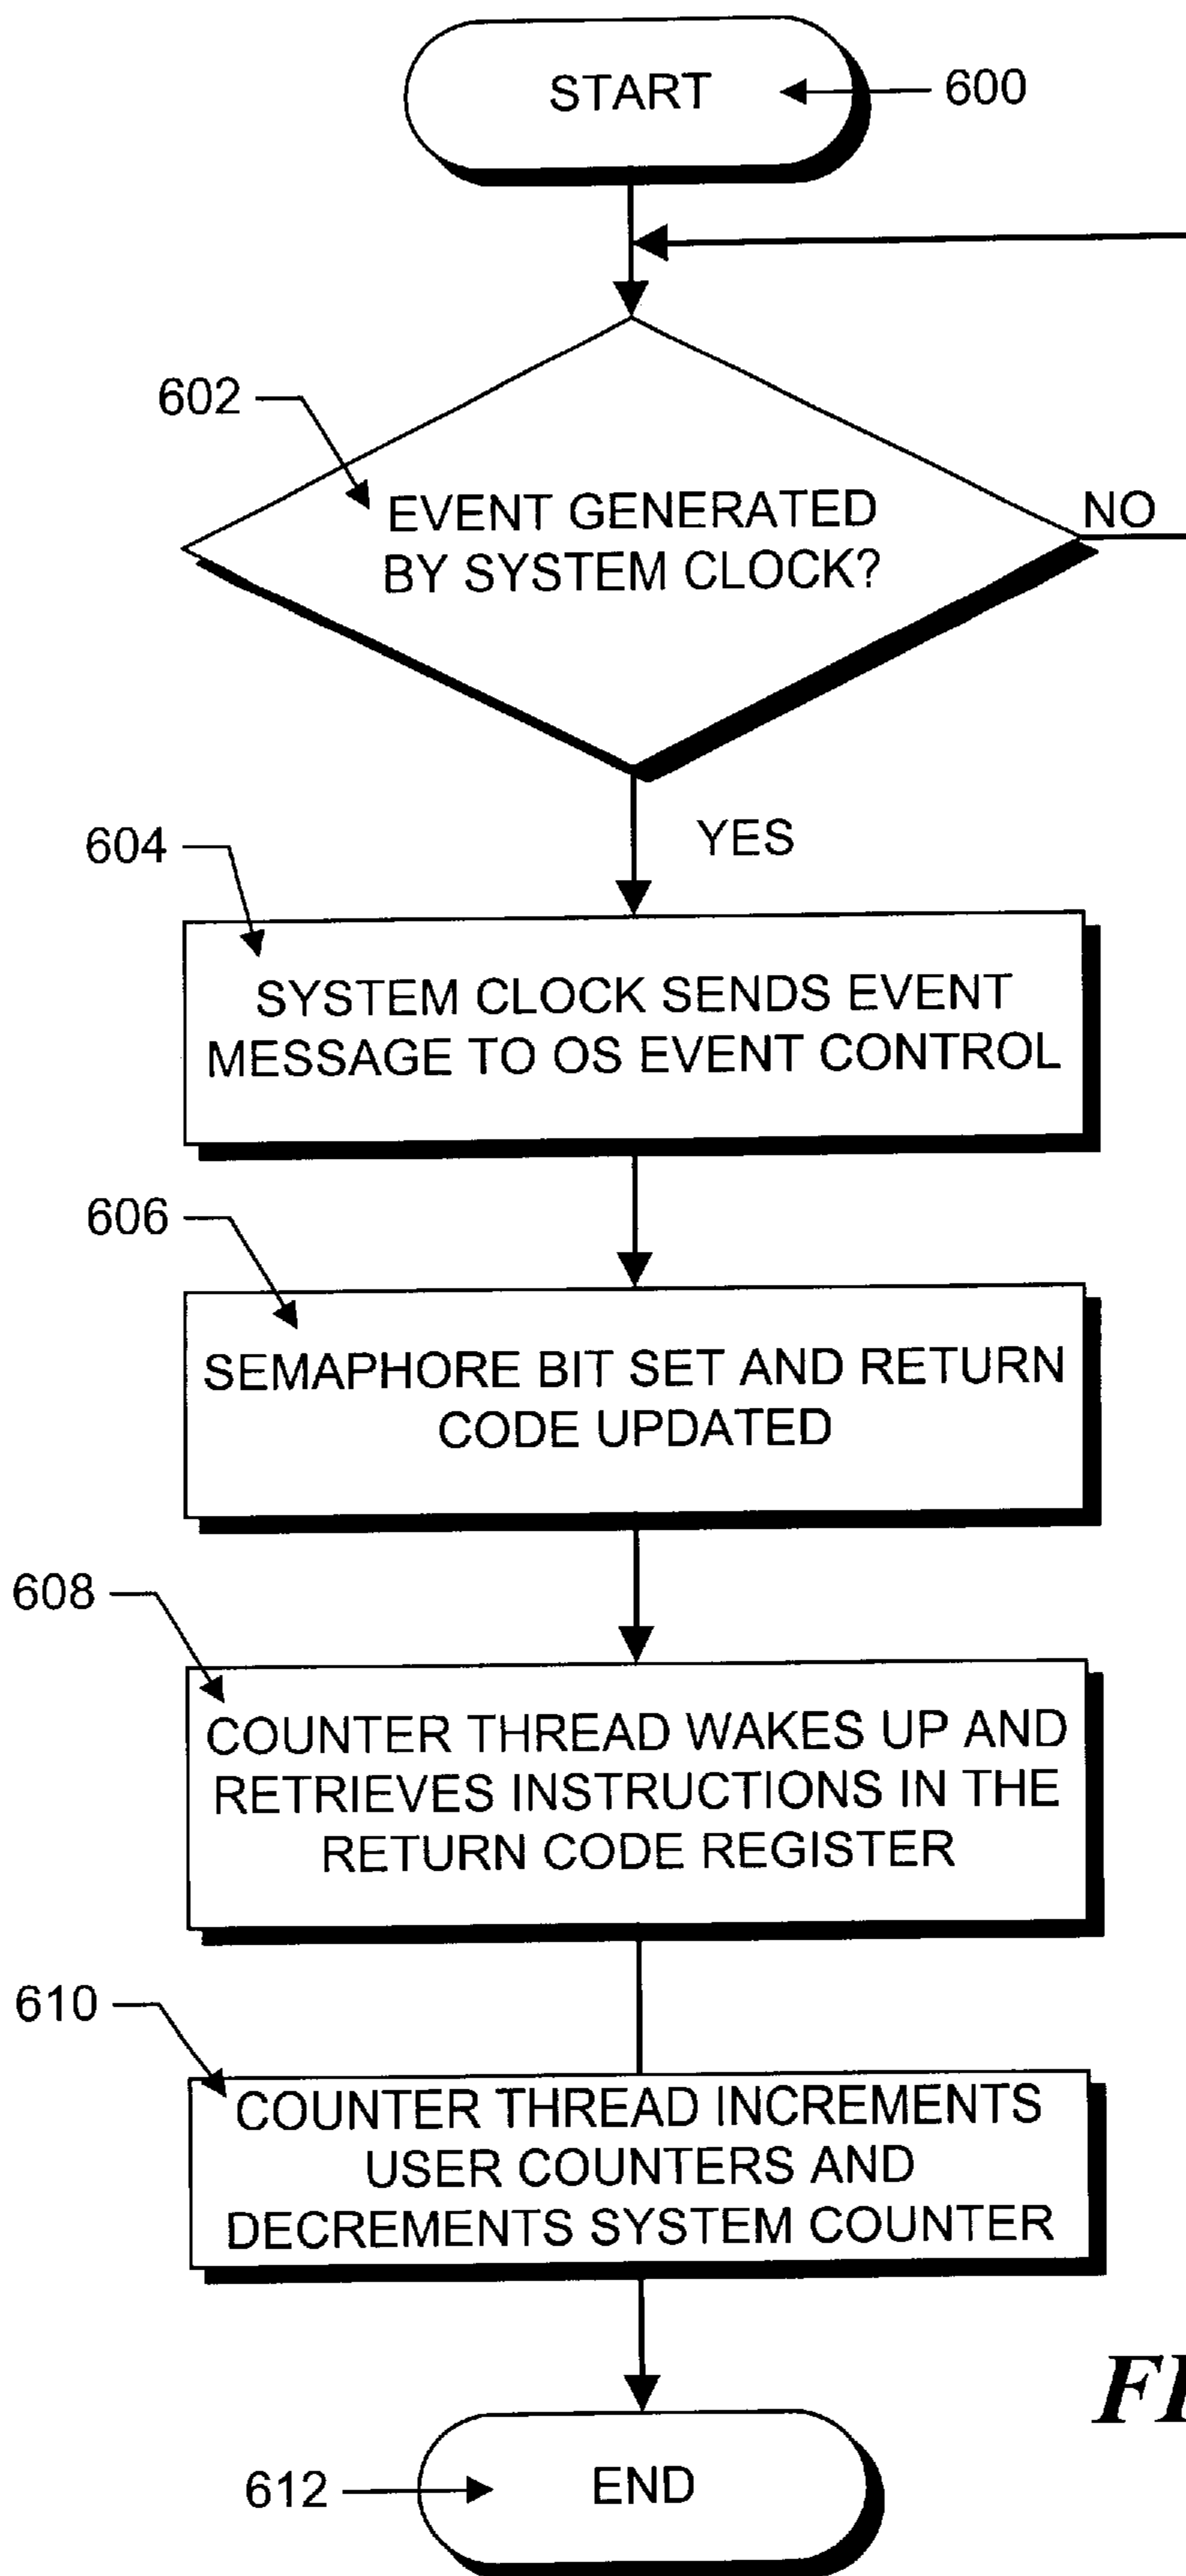 START
600
602
EVENT GENERATED
BY SYSTEM CLOCK?
NO
YES
604
SYSTEM CLOCK SENDS EVENT
MESSAGE TO OS EVENT CONTROL
606
SEMAPHORE BIT SET AND RETURN
CODE UPDATED
608
COUNTER THREAD WAKES UP AND
RETRIEVES INSTRUCTIONS IN THE
RETURN CODE REGISTER
610
COUNTER THREAD INCREMENTS
USER COUNTERS AND
DECREMENTS SYSTEM COUNTER
612
END